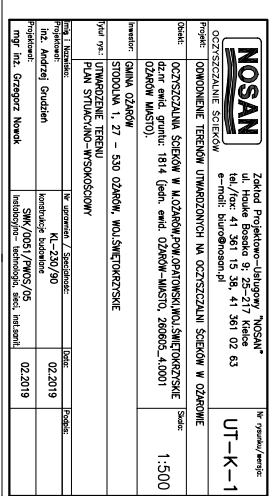 NOSAN
OCZYSZCZALNIE ŚCIEKÓW
Zakład Projektowo-Usługowy "NOSAN"
ul. Hauke Bosaka 9; 25-217 Kielce
tel./fax: 41 361 15 38, 41 361 02 63
e-mail: biuro@nosan.pl
Nr rysunku/wersja:
UT-K-1
Projekt:
ODWODNIENIE TERENÓW UTWARDZONYCH NA OCZYSZCZALNI ŚCIEKÓW W OŻAROWIE
Obiekt:
OCZYSZCZALNIA ŚCIEKÓW W M.OŻARÓW,POW.OPATOWSKI,WOJ.ŚWIĘTOKRZYSKIE
dz.nr ewid. gruntu: 1814 (jedn. ewid. OŻARÓW-MIASTO, 260605_4.0001
OŻARÓW MIASTO).
Skala:
1:500
Inwestor:
GMINA OŻARÓW
STODOLNA 1, 27 - 530 OŻARÓW, WOJ.ŚWIĘTOKRZYSKIE
Tytuł rys.:
UTWARDZENIE TERENU
PLAN SYTUACYJNO-WYSOKOŚCIOWY
Imię i Nazwisko:
Nr uprawnień / Specjalność:
Data:
Podpis:
Projektował:
inż. Andrzej Grudzień
KL-230/90
konstrukcje budowlane
02.2019
Projektował:
mgr inż. Grzegorz Nowak
SWK/0051/PWOS/05
Instalacyjno- technologia, sieci, inst.sanit.
02.2019